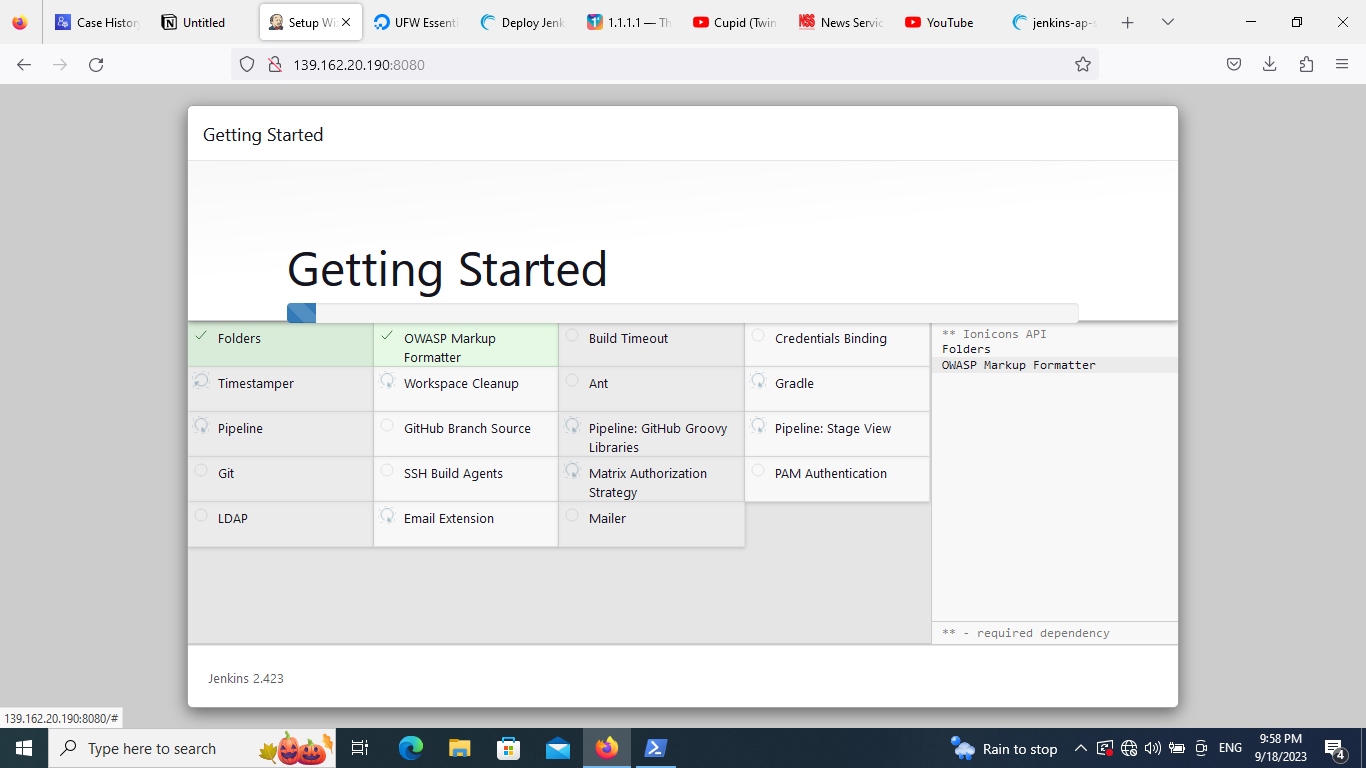 Case History
Untitled
Setup Wi
UFW Essenti
Deploy Jenk
1.1.1.1 — Th
Cupid (Twin
News Servic
YouTube
jenkins-ap-s
139.162.20.190:8080
Getting Started
Getting Started
Folders
OWASP Markup
Formatter
Build Timeout
Credentials Binding
Timestamper
Workspace Cleanup
Ant
Gradle
Pipeline
GitHub Branch Source
Pipeline: GitHub Groovy
Libraries
Pipeline: Stage View
Git
SSH Build Agents
Matrix Authorization
Strategy
PAM Authentication
LDAP
Email Extension
Mailer
** Ionicons API
Folders
OWASP Markup Formatter
** - required dependency
Jenkins 2.423
139.162.20.190:8080/#
Type here to search
Rain to stop
ENG
9:58 PM
9/18/2023
4